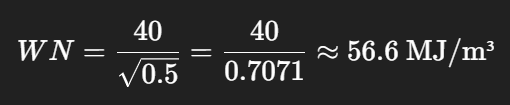 WN = 40/√0.5 = 40/0.7071 ≈ 56.6 MJ/m³